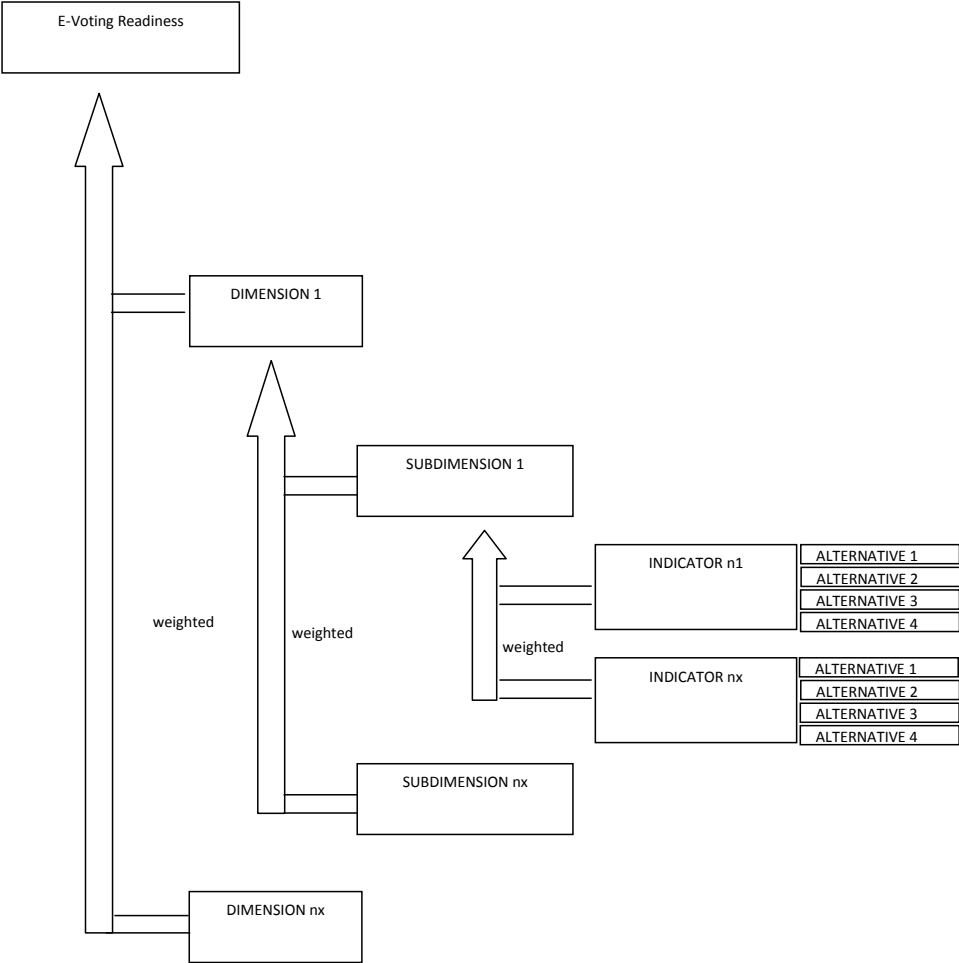 E-Voting Readiness
DIMENSION 1
SUBDIMENSION 1
INDICATOR n1
ALTERNATIVE 1
ALTERNATIVE 2
ALTERNATIVE 3
ALTERNATIVE 4
weighted
weighted
weighted
INDICATOR nx
ALTERNATIVE 1
ALTERNATIVE 2
ALTERNATIVE 3
ALTERNATIVE 4
SUBDIMENSION nx
DIMENSION nx